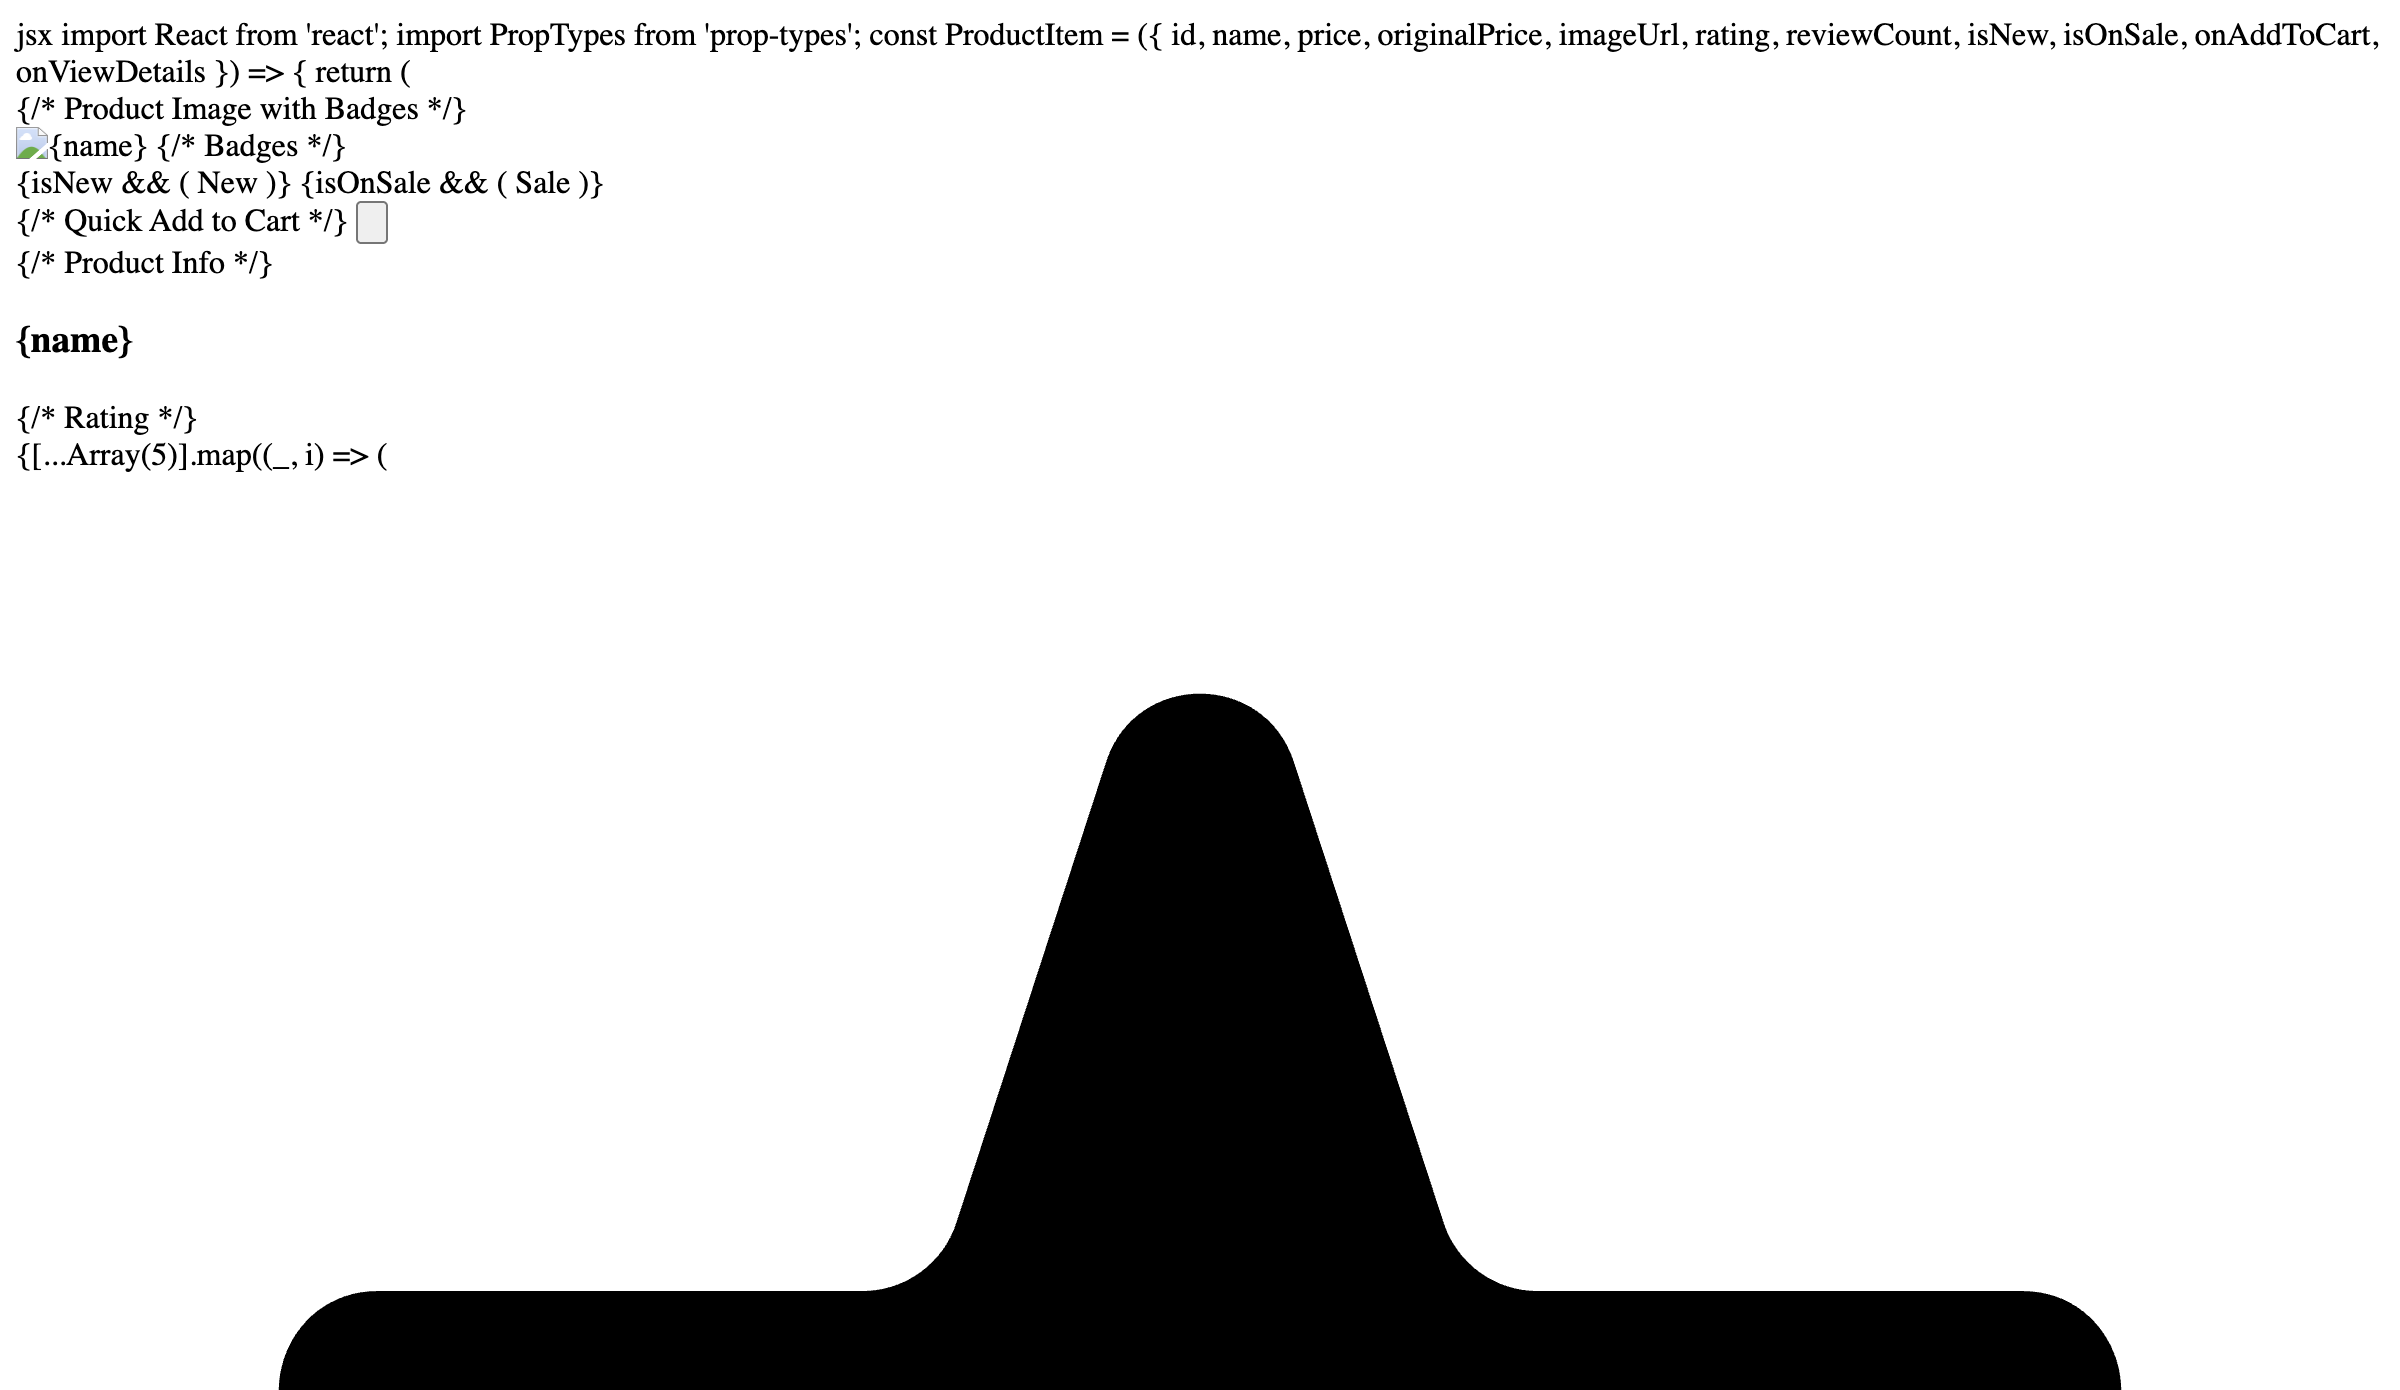 jsx import React from 'react'; import PropTypes from 'prop-types'; const ProductItem = ({ id, name, price, originalPrice, imageUrl, rating, reviewCount, isNew, isOnSale, onAddToCart,
onViewDetails }) => { return (
{/* Product Image with Badges */}
{name} {/* Badges */}
{isNew && ( New )} {isOnSale && ( Sale )}
{/* Quick Add to Cart */}
{/* Product Info */}
{name}
{/* Rating */}
{[...Array(5)].map((_, i) => (